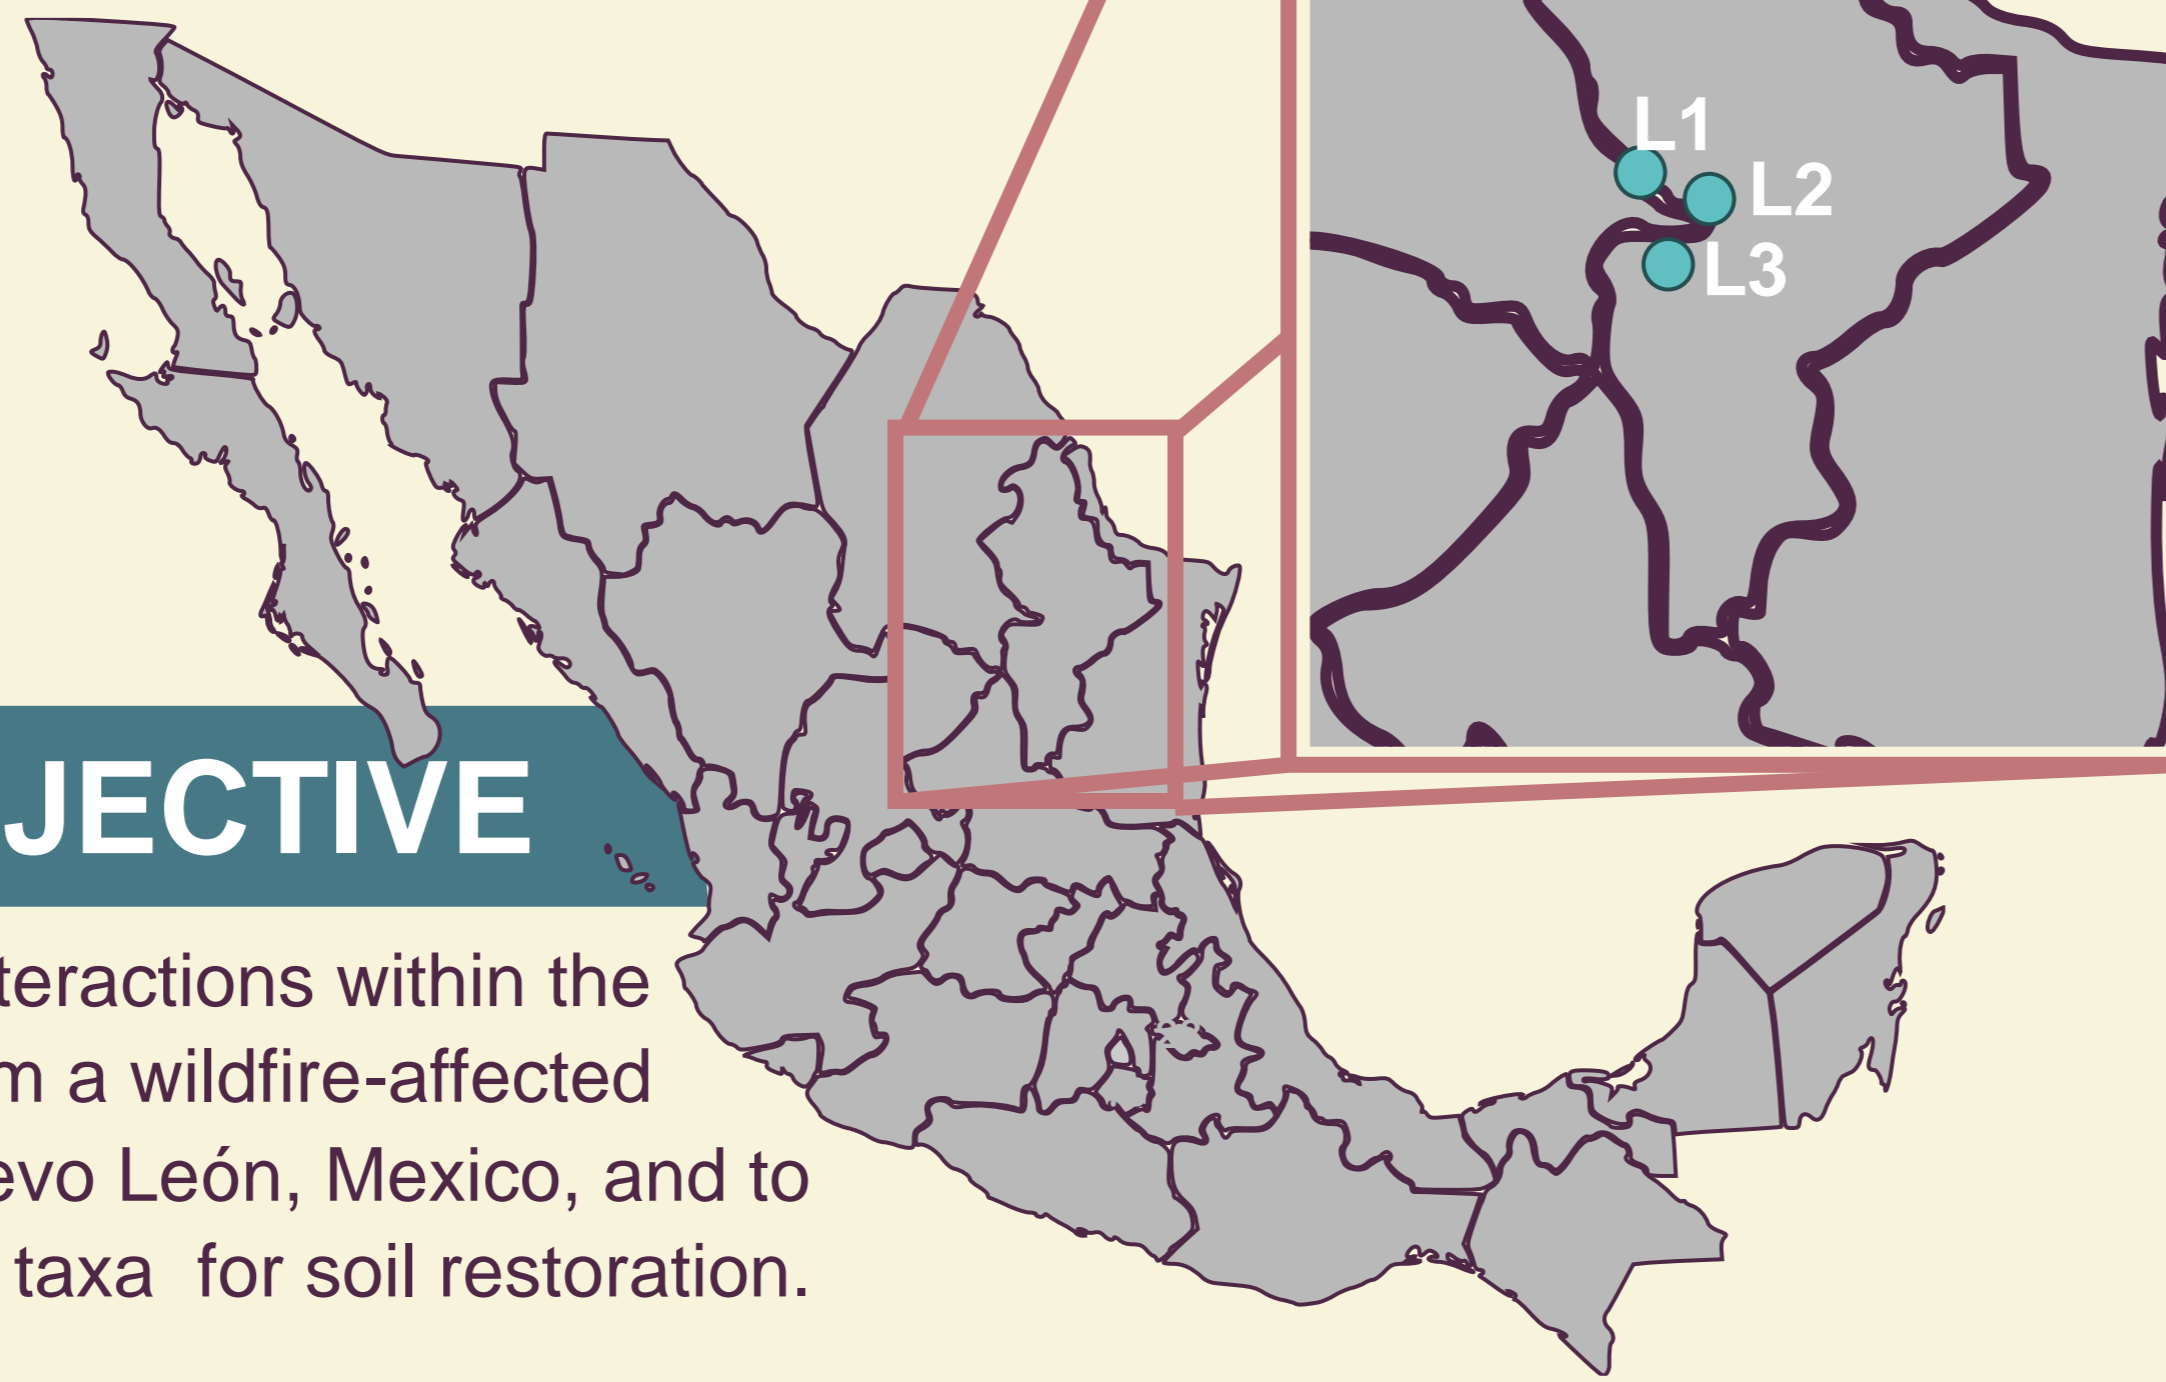 L1
L2
L3
JECTIVE
teractions within the
m a wildfire-affected
evo León, Mexico, and to
taxa for soil restoration.